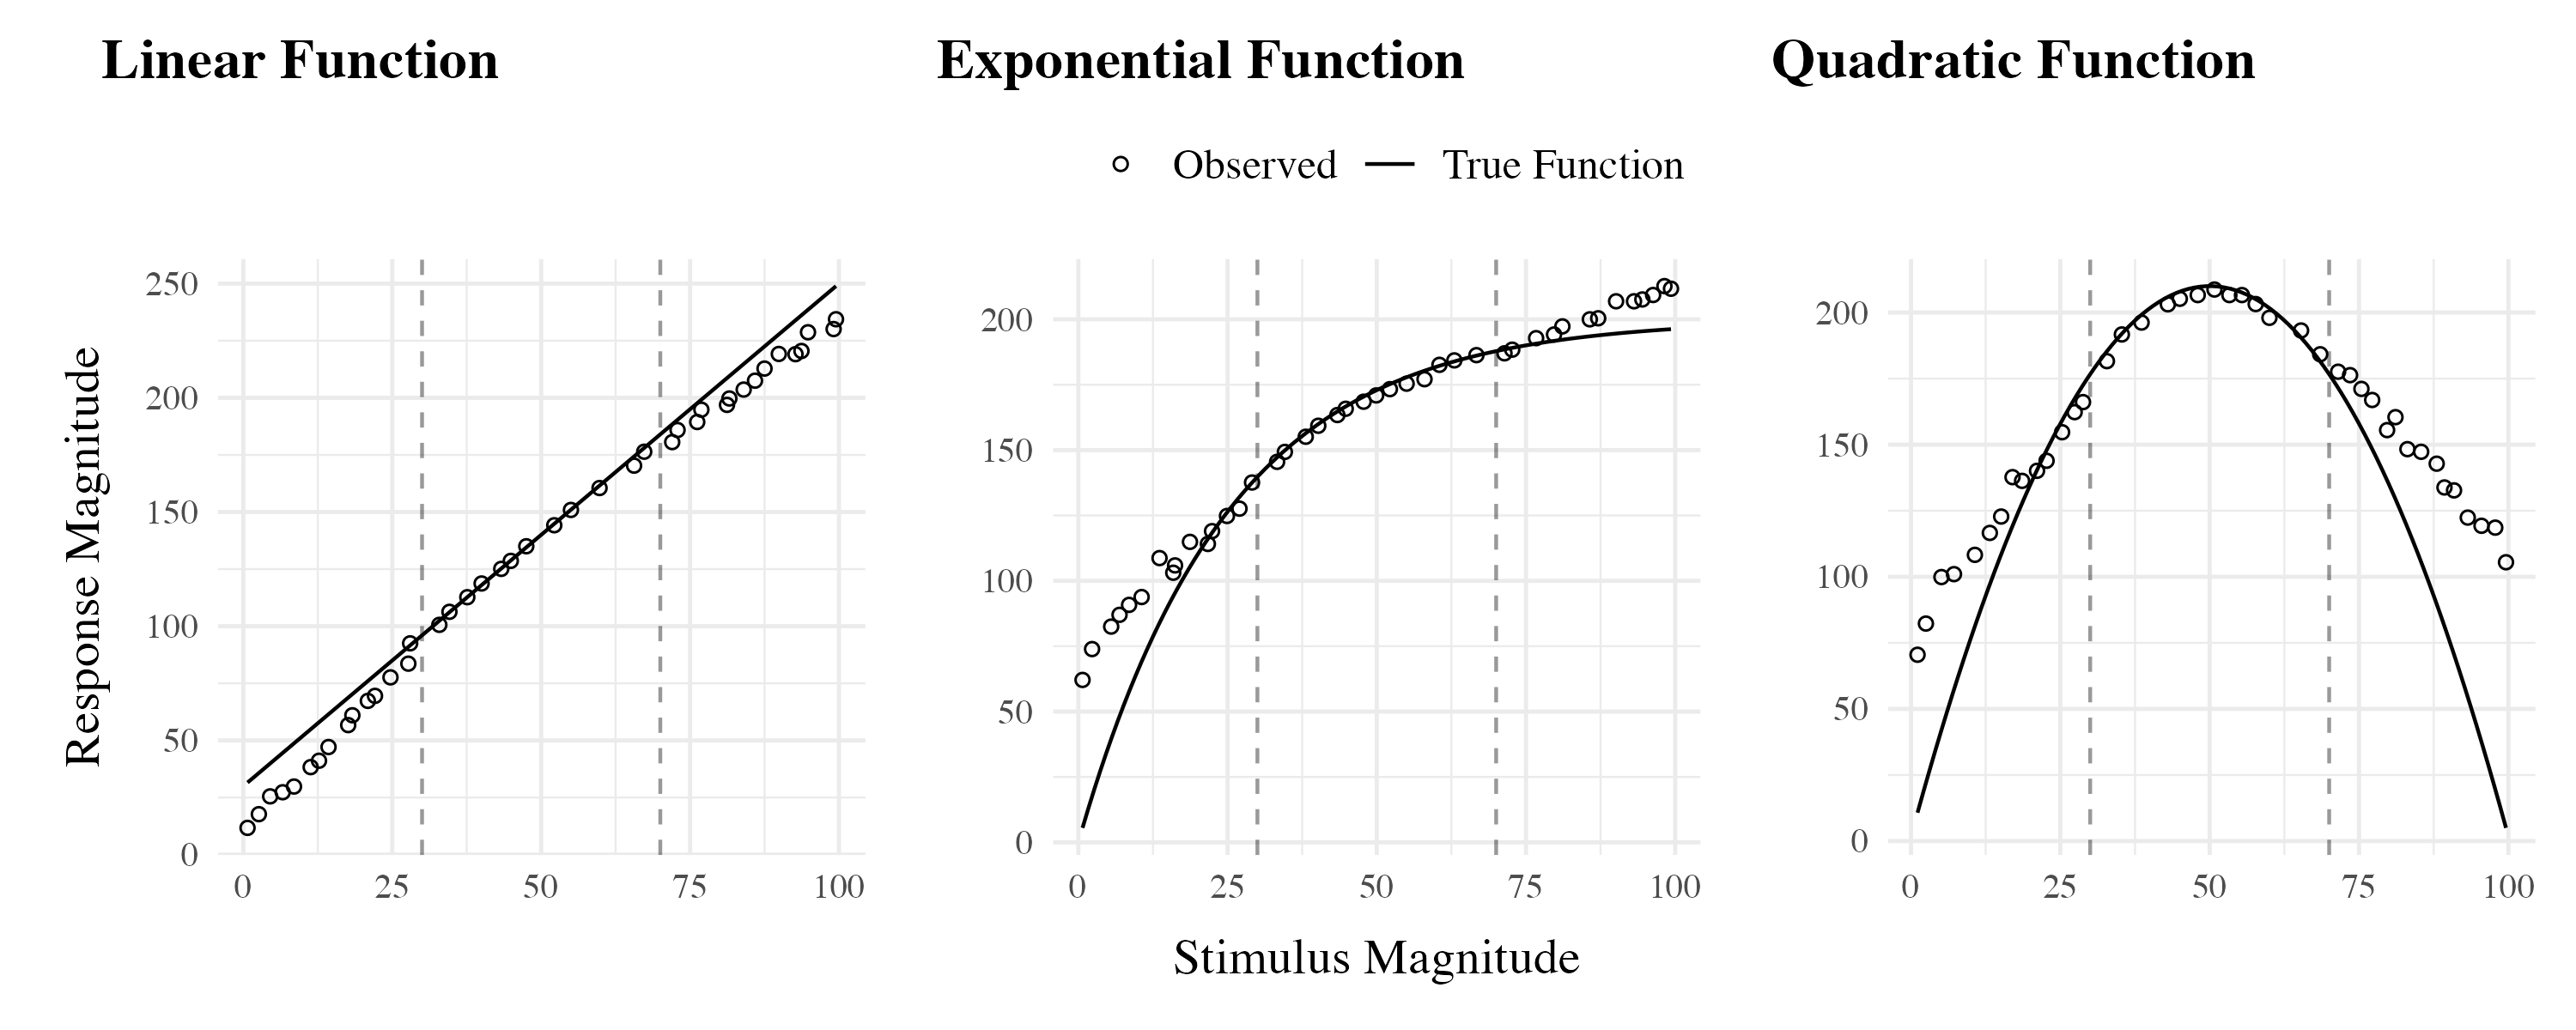 Linear Function
Exponential Function
Quadratic Function
Observed
True Function
Response Magnitude
250
200
150
100
50
0
0 25 50 75 100
200
150
100
50
0
0 25 50 75 100
200
150
100
50
0
0 25 50 75 100
Stimulus Magnitude